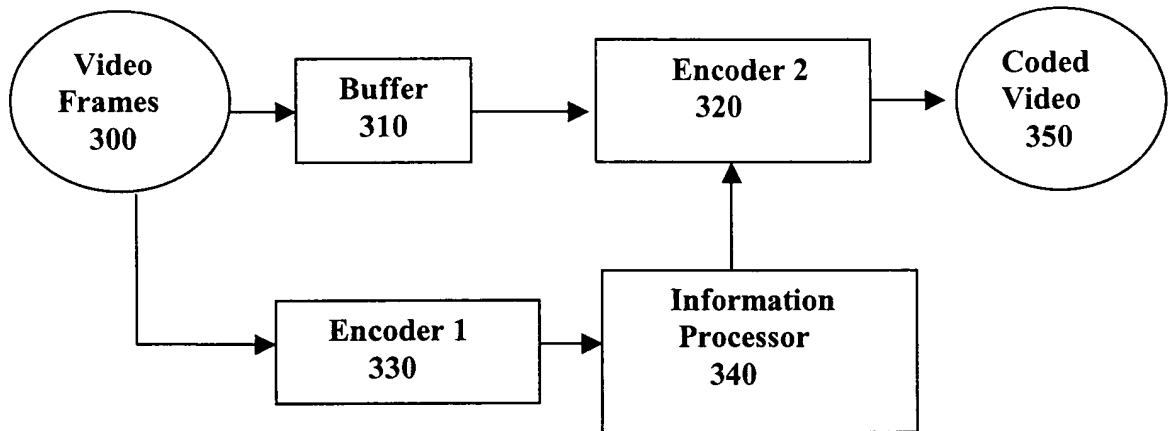 Video
Frames
300
Buffer
310
Encoder 2
320
Coded
Video
350
Encoder 1
330
Information
Processor
340